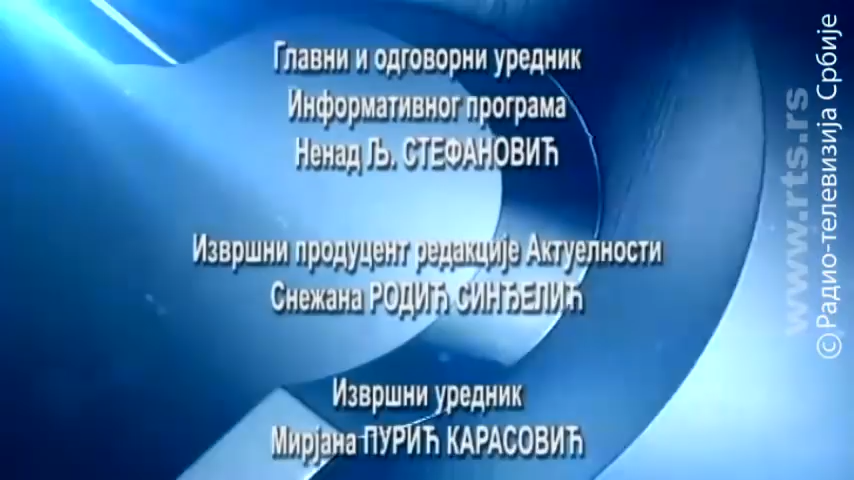 Главни и одговорни уредник
Информативног програма
Ненад Љ. СТЕФАНОВИЋ
Извршни продуцент редакције Актуелности
Снежана РОДИЋ СИНЂЕЛИЋ
Извршни уредник
Мирјана ПУРИЋ КАРАСОВИЋ
www.rts.rs
© Радио-телевизија Србије